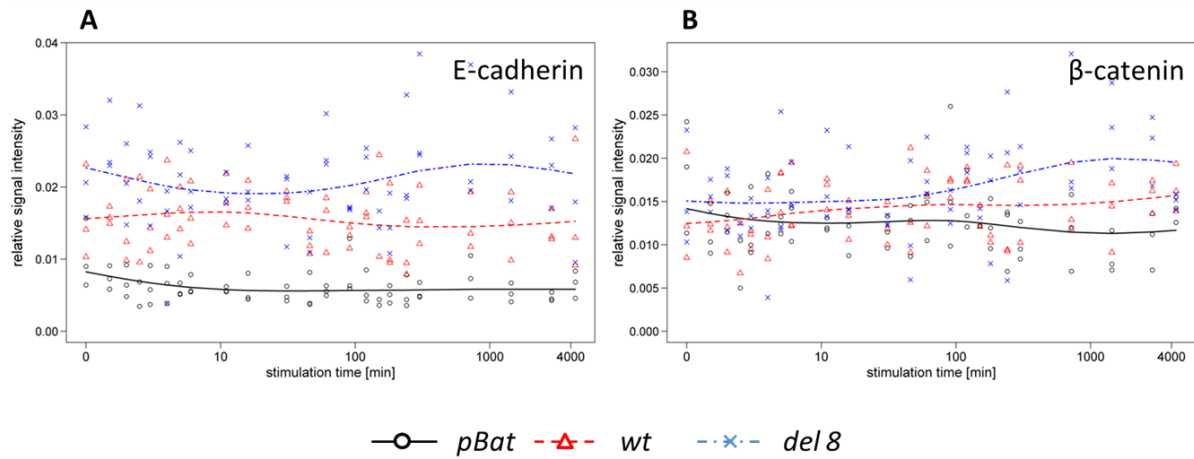 A
E-cadherin
relative signal intensity
0.04
0.03
0.02
0.01
0.00
0 10 100 1000 4000
stimulation time [min]
B
β-catenin
relative signal intensity
0.030
0.025
0.020
0.015
0.010
0.005
0.000
0 10 100 1000 4000
stimulation time [min]
pBat wt del 8